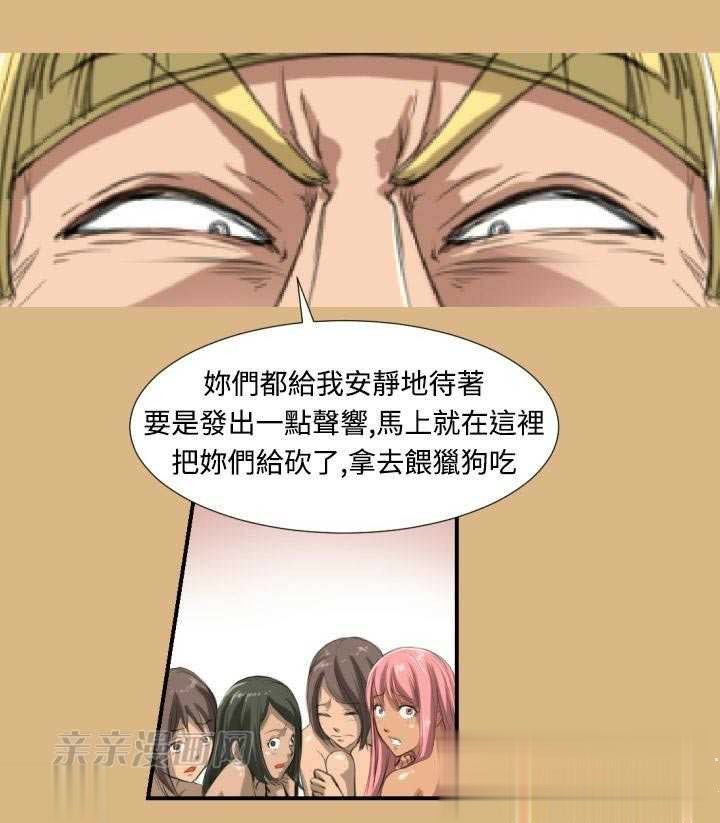 妳們都給我安靜地待著
要是發出一點聲響,馬上就在這裡
把妳們給砍了,拿去餵獵狗吃
亲亲漫画网